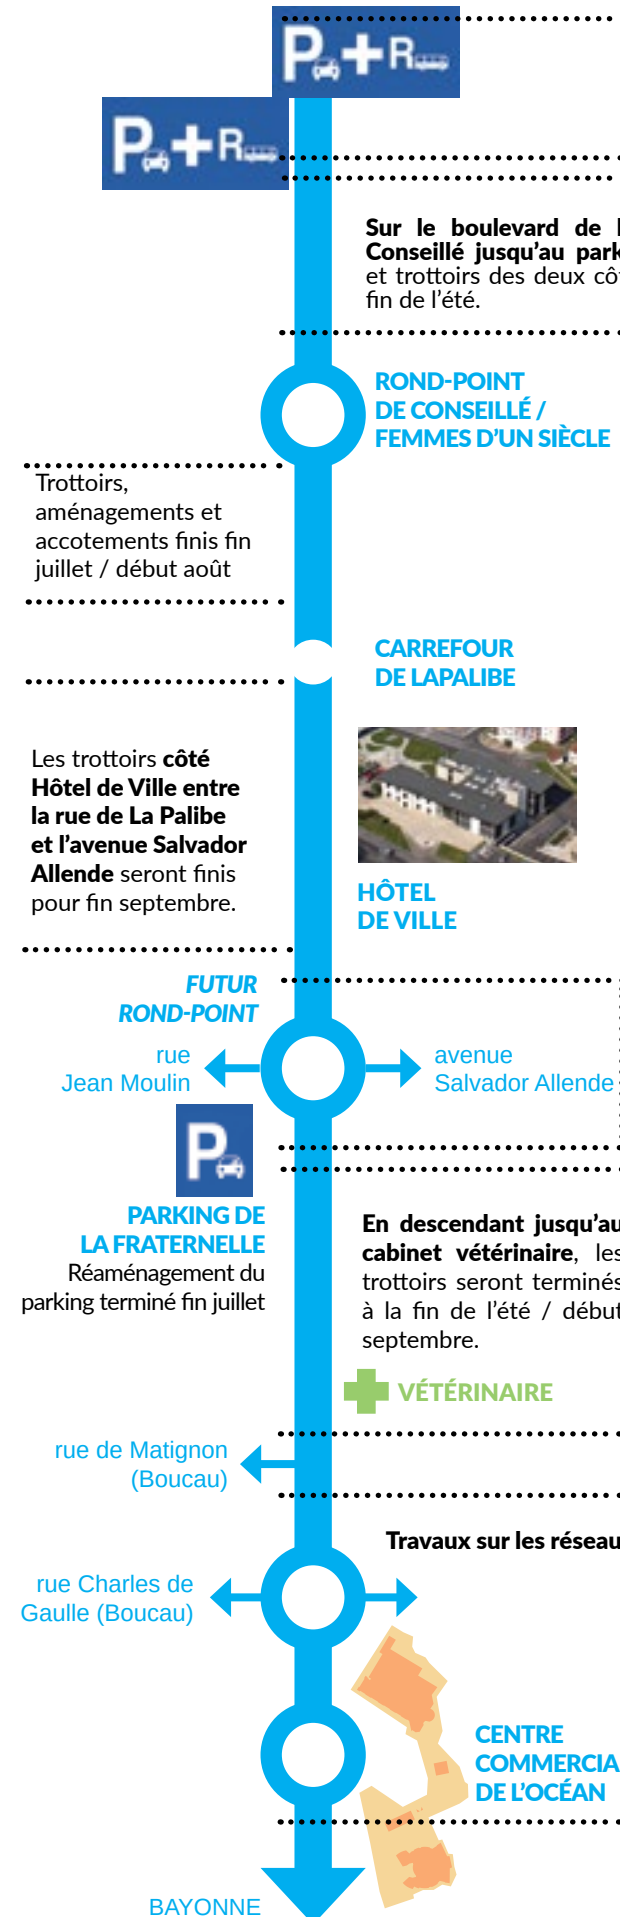 P+R
P+R
Sur le boulevard de
Conseillé jusqu'au
et trottoirs des deux
fin de l'été.
ROND-POINT
DE CONSEILLÉ /
FEMMES D'UN SIÈCLE
Trottoirs,
aménagements et
accotements finis fin
juillet / début août
CARREFOUR
DE LAPALIBE
Les trottoirs côté
Hôtel de Ville entre
la rue de La Palibe
et l'avenue Salvador
Allende seront finis
pour fin septembre.
HÔTEL
DE VILLE
FUTUR
ROND-POINT
rue
Jean Moulin
avenue
Salvador Allende
P
PARKING DE
LA FRATERNELLE
Réaménagement du
parking terminé fin juillet
En descendant jusqu'au
cabinet vétérinaire, les
trottoirs seront terminés
à la fin de l'été / début
septembre.
VÉTÉRINAIRE
rue de Matignon
(Boucau)
Travaux sur les
rue Charles de
Gaulle (Boucau)
CENTRE
COMMERCIA
DE L'OCÉAN
BAYONNE